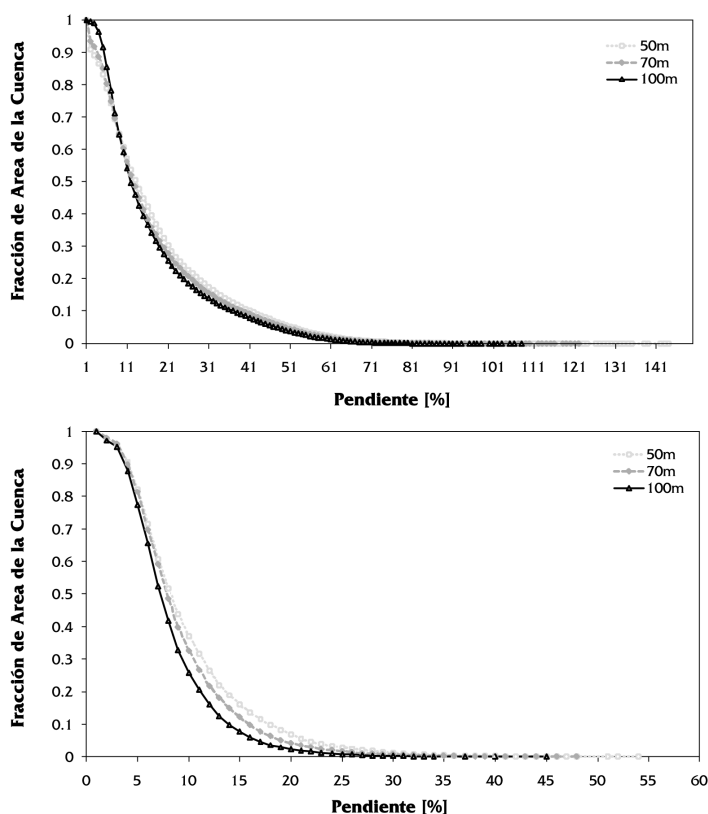 1
0.9
0.8
0.7
0.6
0.5
0.4
0.3
0.2
0.1
0
Fracción de Area de la Cuenca
50m
70m
100m
1 11 21 31 41 51 61 71 81 91 101 111 121 131 141
Pendiente [%]
1
0.9
0.8
0.7
0.6
0.5
0.4
0.3
0.2
0.1
0
Fracción de Area de la Cuenca
50m
70m
100m
0 5 10 15 20 25 30 35 40 45 50 55 60
Pendiente [%]